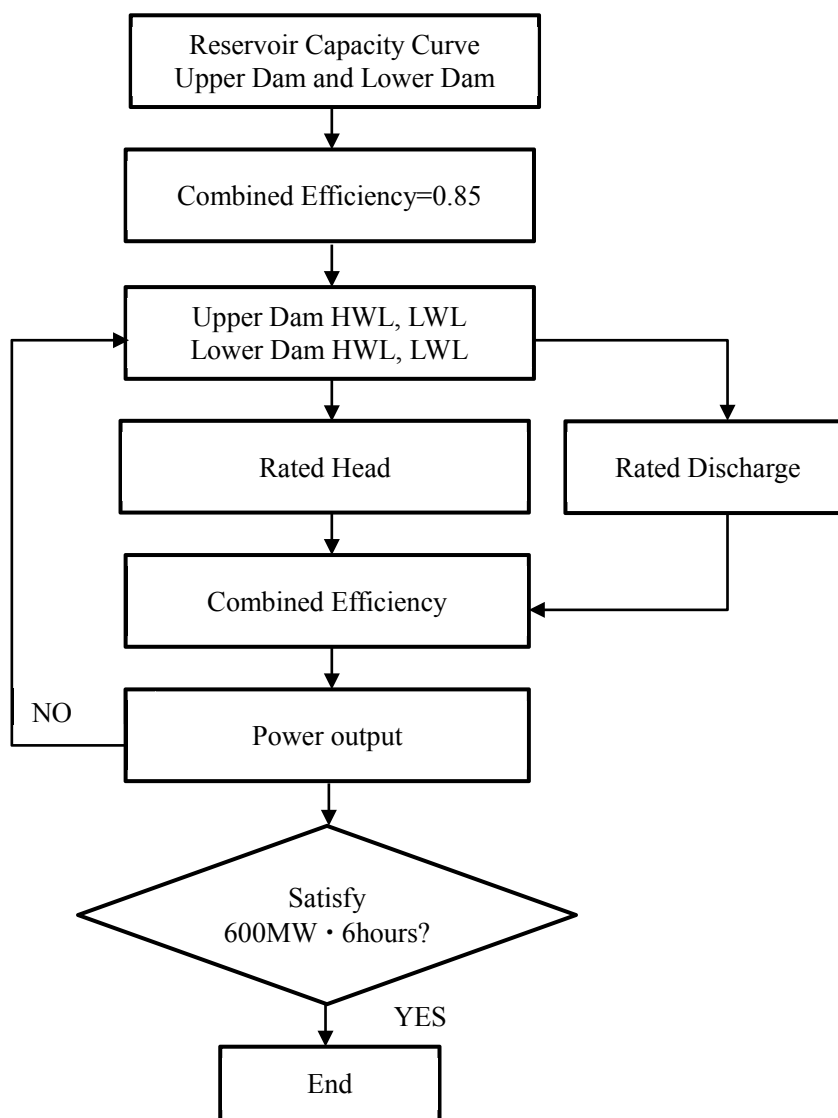 Reservoir Capacity Curve
Upper Dam and Lower Dam
Combined Efficiency=0.85
Upper Dam HWL, LWL
Lower Dam HWL, LWL
Rated Head
Rated Discharge
Combined Efficiency
NO
Power output
Satisfy
600MW・6hours?
YES
End